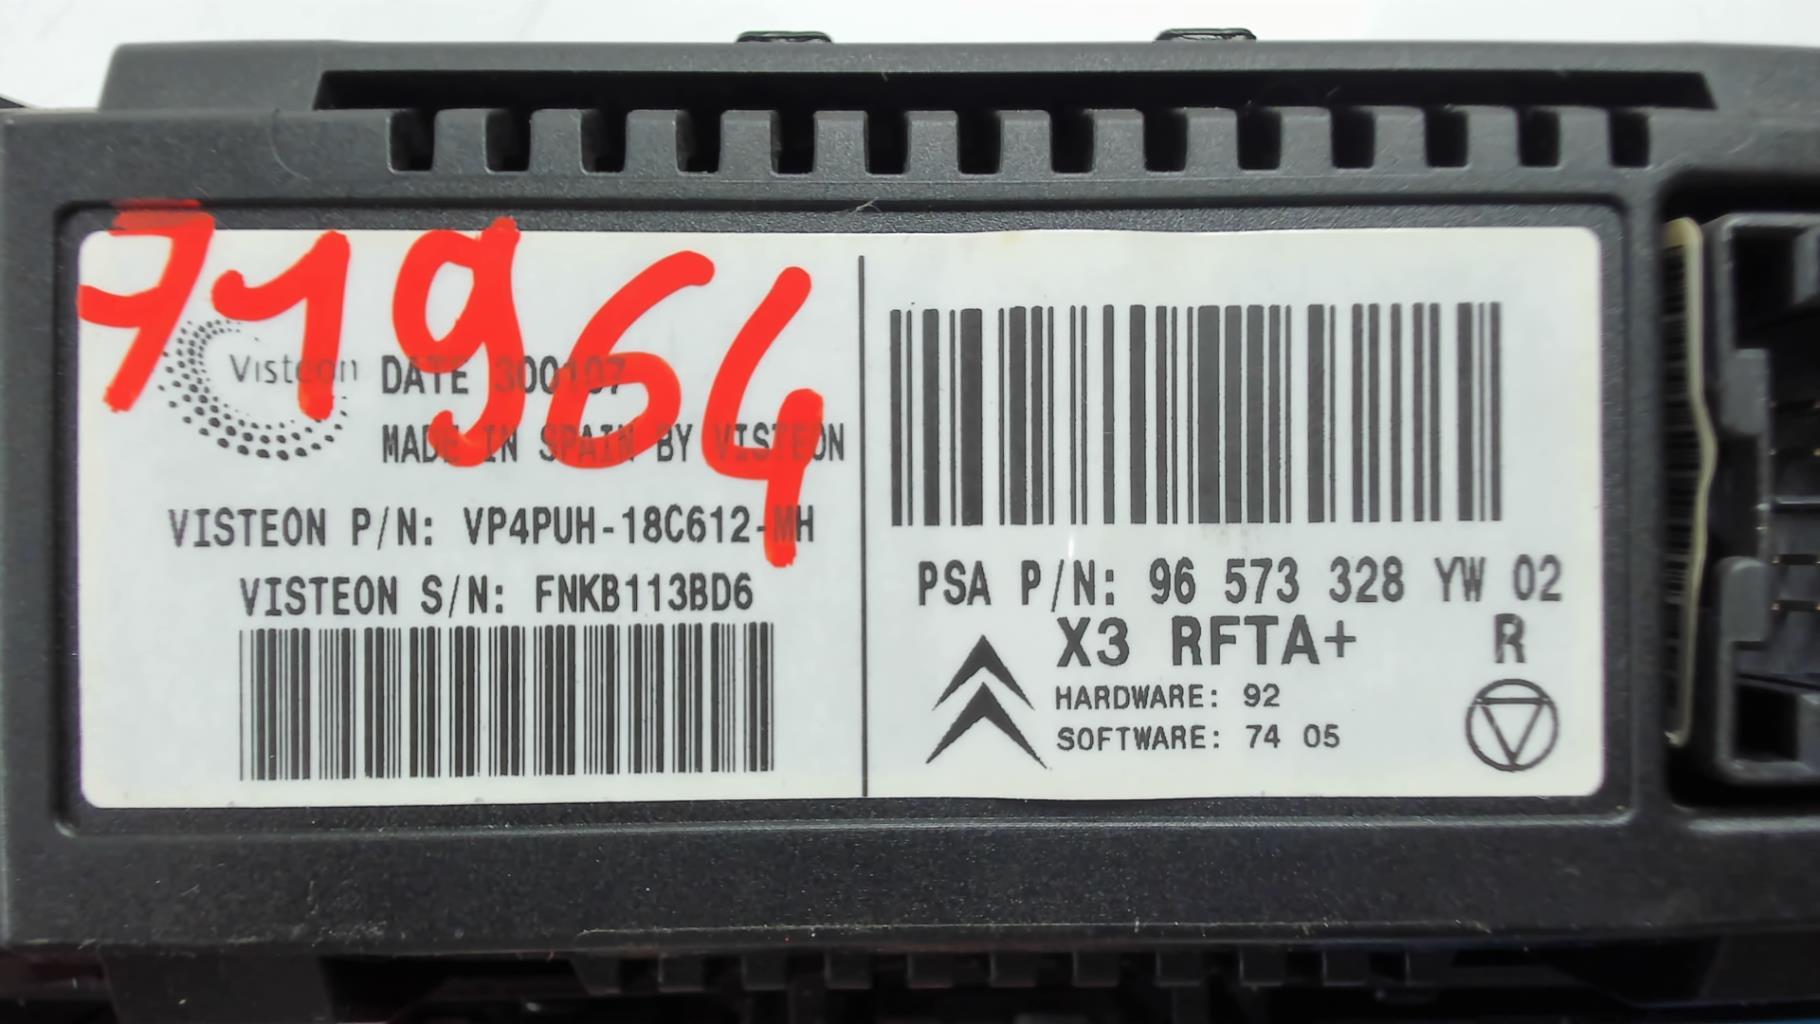 71964
Visteon
DATE 300107
MADE IN SPAIN BY VISTEON
VISTEON P/N: VP4PUH-18C612-MH
VISTEON S/N: FNKB113BD6
PSA P/N: 96 573 328 YW 02
X3 RFTA+ R
HARDWARE: 92
SOFTWARE: 74 05